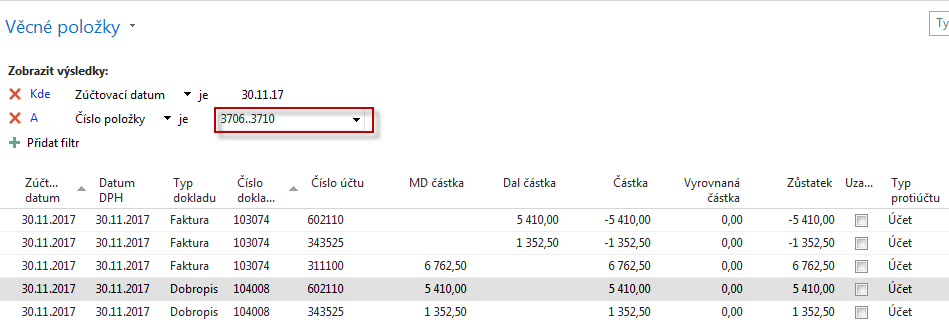 Věcné položky
Ty
Zobrazit výsledky:
Kde Zúčtovací datum je 30.11.17
A Číslo položky je 3706..3710
Přidat filtr
Zúčt... datum Datum DPH Typ dokladu Číslo dokla... Číslo účtu MD částka Dal částka Částka Vyrovnaná částka Zůstatek Uza... Typ protiúčtu
30.11.2017 30.11.2017 Faktura 103074 602110 5 410,00 -5 410,00 0,00 -5 410,00 Účet
30.11.2017 30.11.2017 Faktura 103074 343525 1 352,50 -1 352,50 0,00 -1 352,50 Účet
30.11.2017 30.11.2017 Faktura 103074 311100 6 762,50 6 762,50 0,00 6 762,50 Účet
30.11.2017 30.11.2017 Dobropis 104008 602110 5 410,00 5 410,00 0,00 5 410,00 Účet
30.11.2017 30.11.2017 Dobropis 104008 343525 1 352,50 1 352,50 0,00 1 352,50 Účet